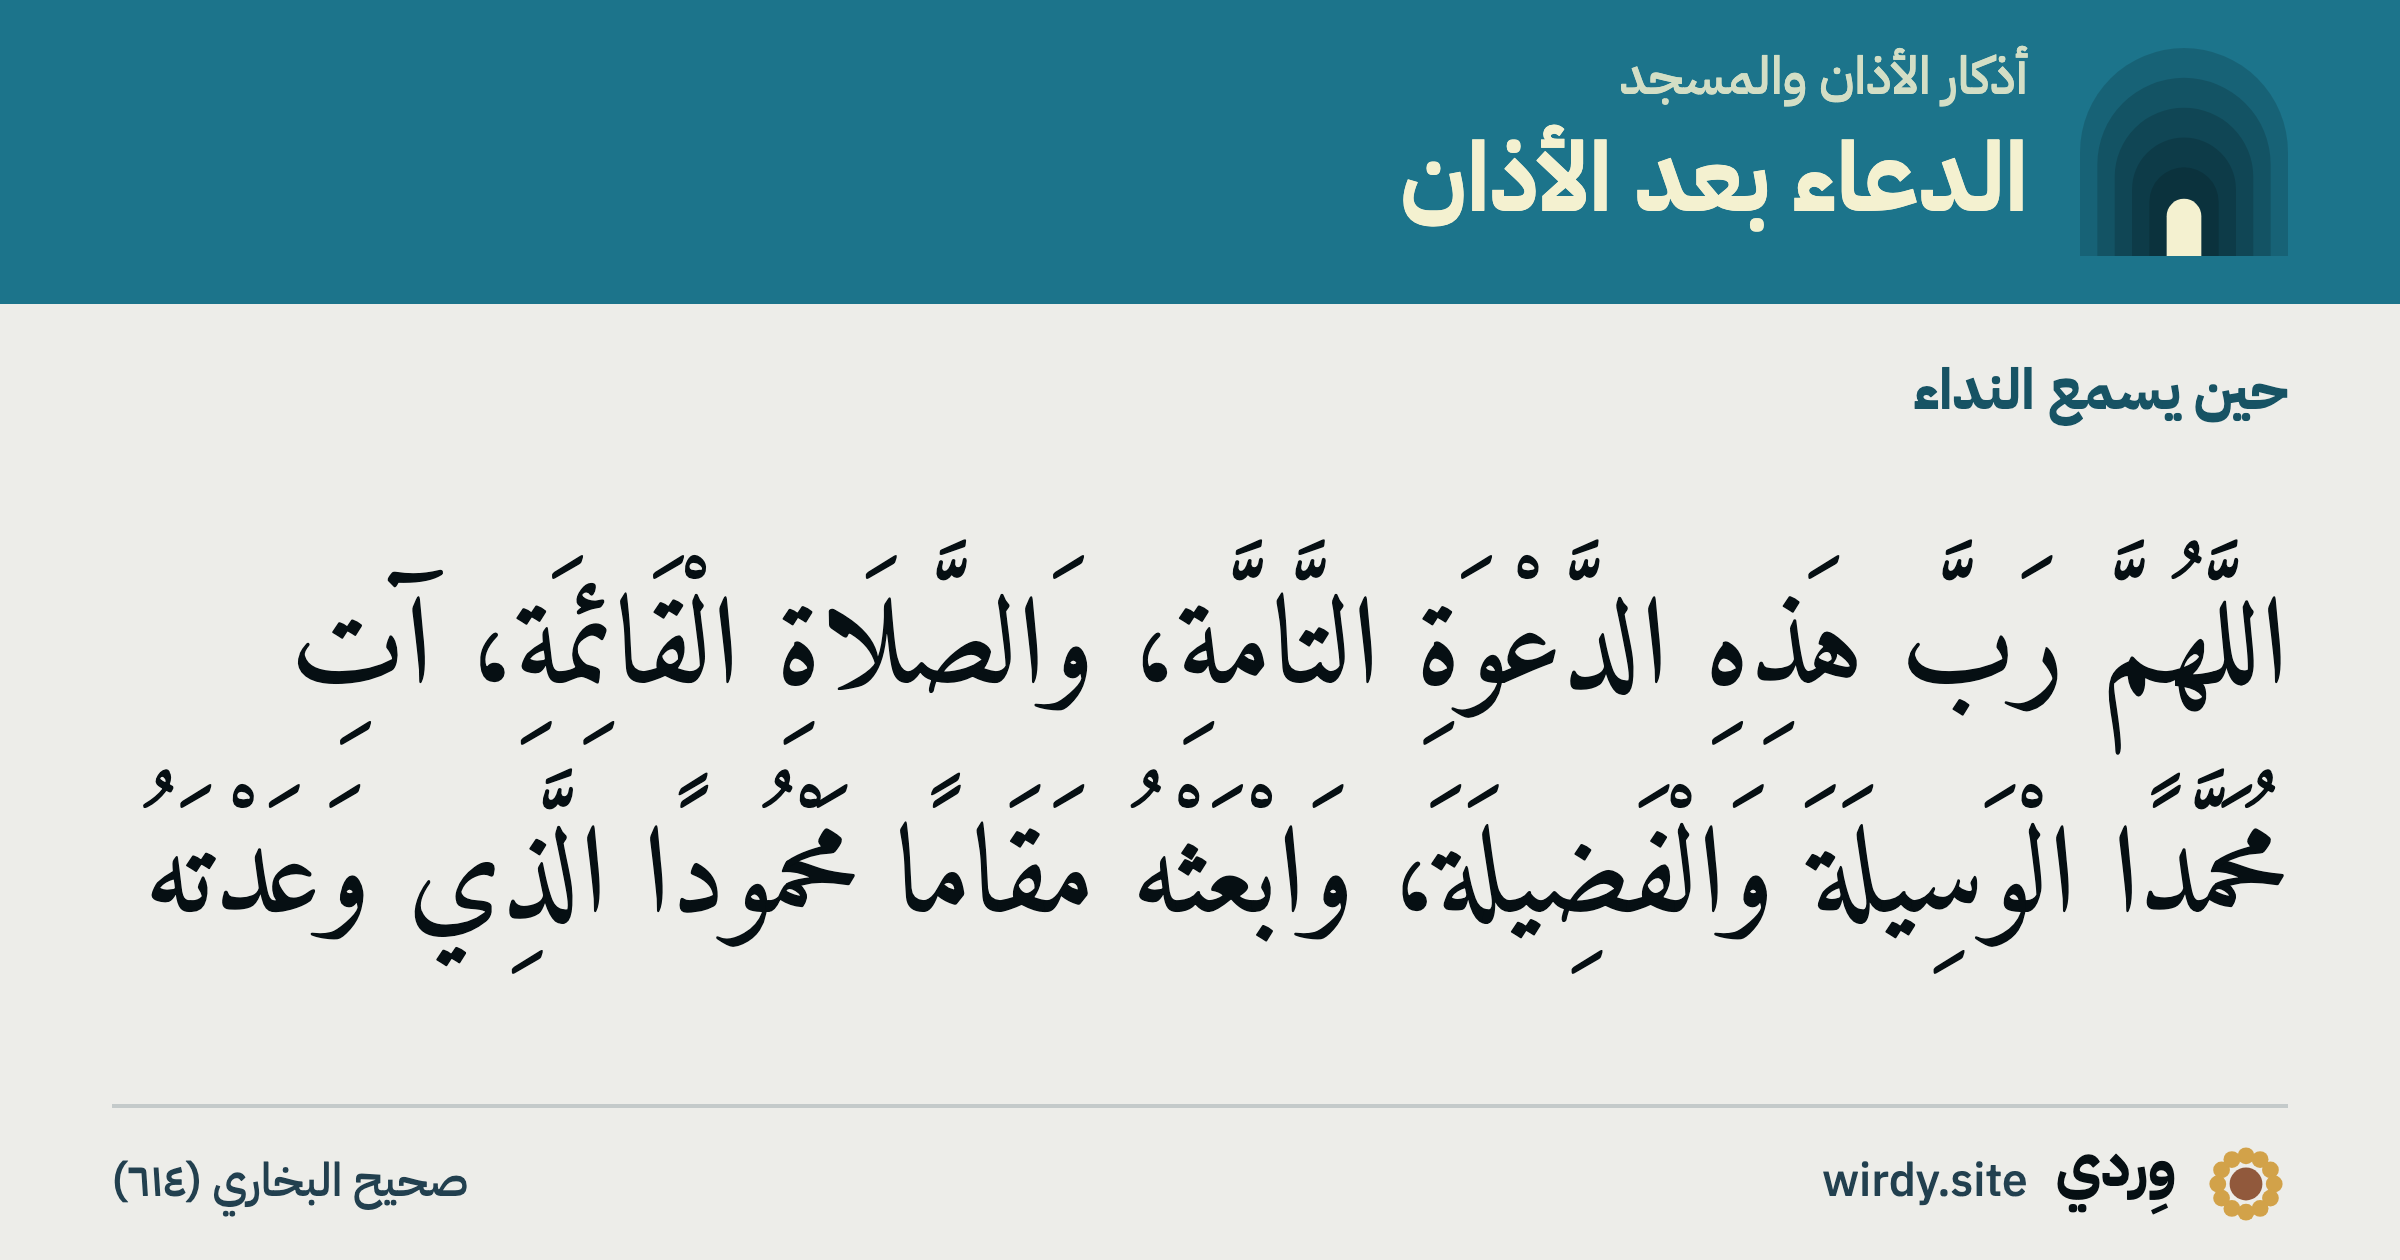 أذكار الأذان والمسجد
الدعاء بعد الأذان
حين يسمع النداء
اللَّهُمَّ رَبَّ هَذِهِ الدَّعْوَةِ التَّامَّةِ، وَالصَّلَاةِ الْقَائِمَةِ، آتِ
مُحَمَّدًا الْوَسِيلَةَ وَالْفَضِيلَةَ، وَابْعَثْهُ مَقَامًا مَحْمُودًا الَّذِي وَعَدْتَهُ
وِردي wirdy.site
صحيح البخاري (٦١٤)